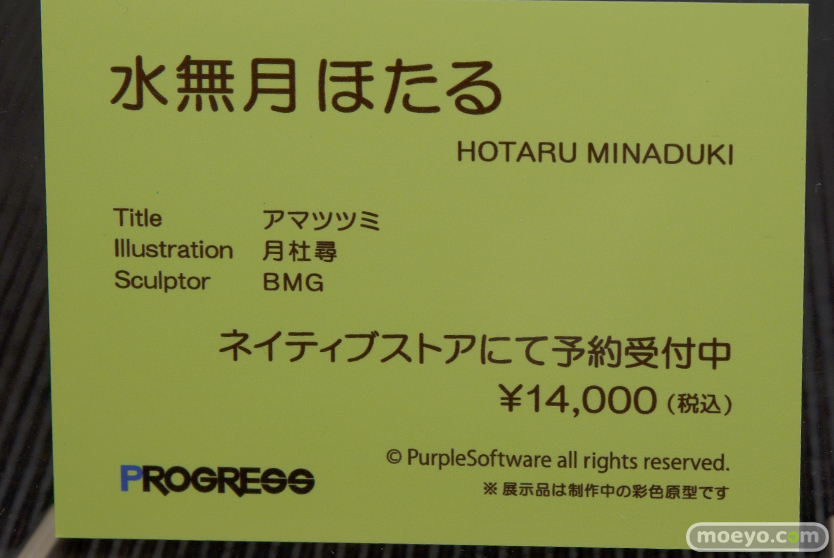 水無月ほたる
HOTARU MINADUKI
Title アマツツミ
Illustration 月杜尋
Sculptor BMG
ネイティブストアにて予約受付中
¥14,000(税込)
© PurpleSoftware all rights reserved.
PROGRESS
※展示品は制作中の彩色原型です
moeyo.com